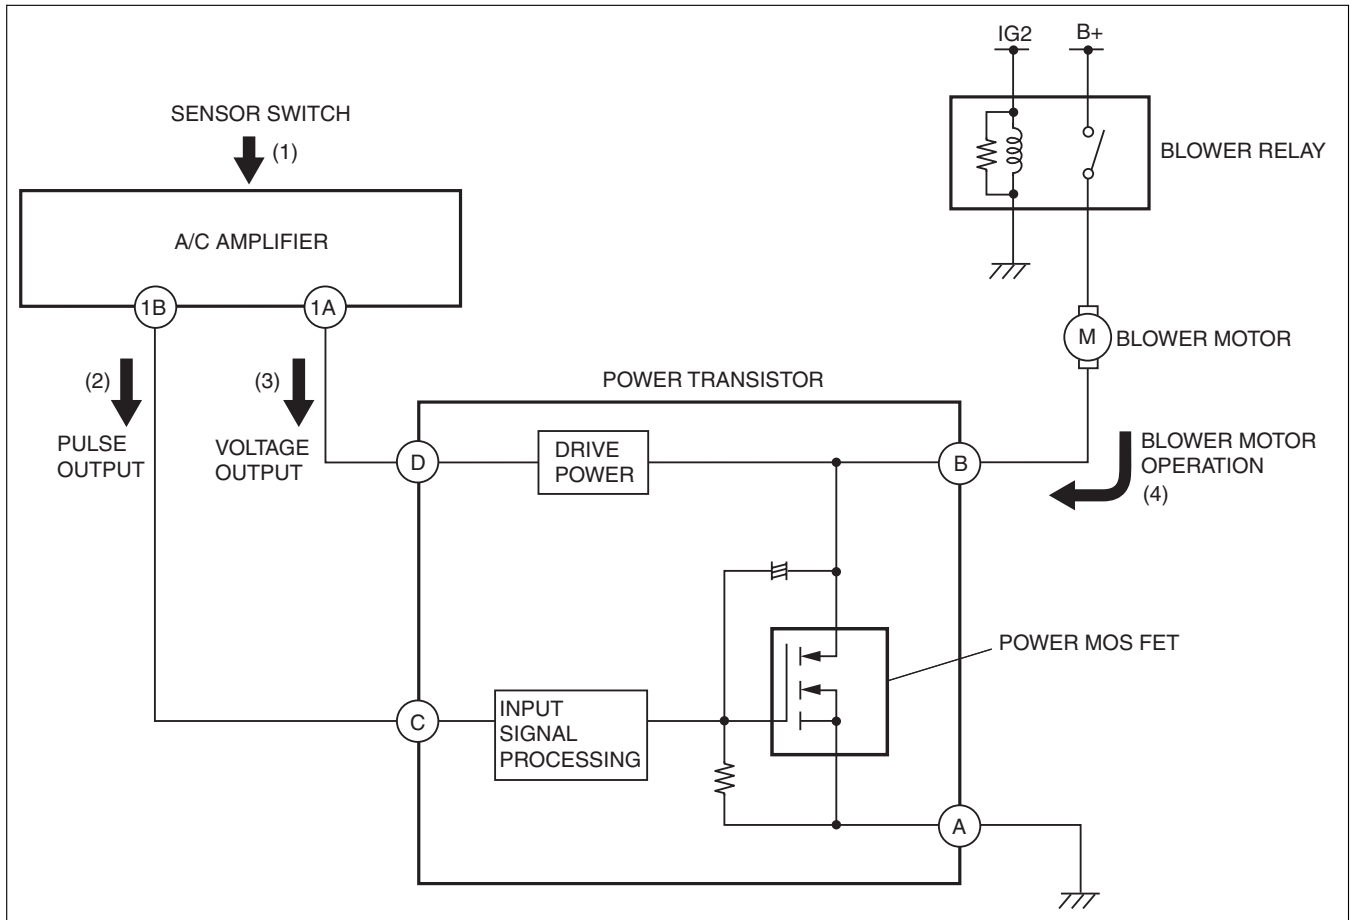 IG2
B+
SENSOR SWITCH
(1)
BLOWER RELAY
A/C AMPLIFIER
1B
1A
M
BLOWER MOTOR
(2)
(3)
POWER TRANSISTOR
PULSE
OUTPUT
VOLTAGE
OUTPUT
D
DRIVE
POWER
B
BLOWER MOTOR
OPERATION
(4)
POWER MOS FET
C
INPUT
SIGNAL
PROCESSING
A